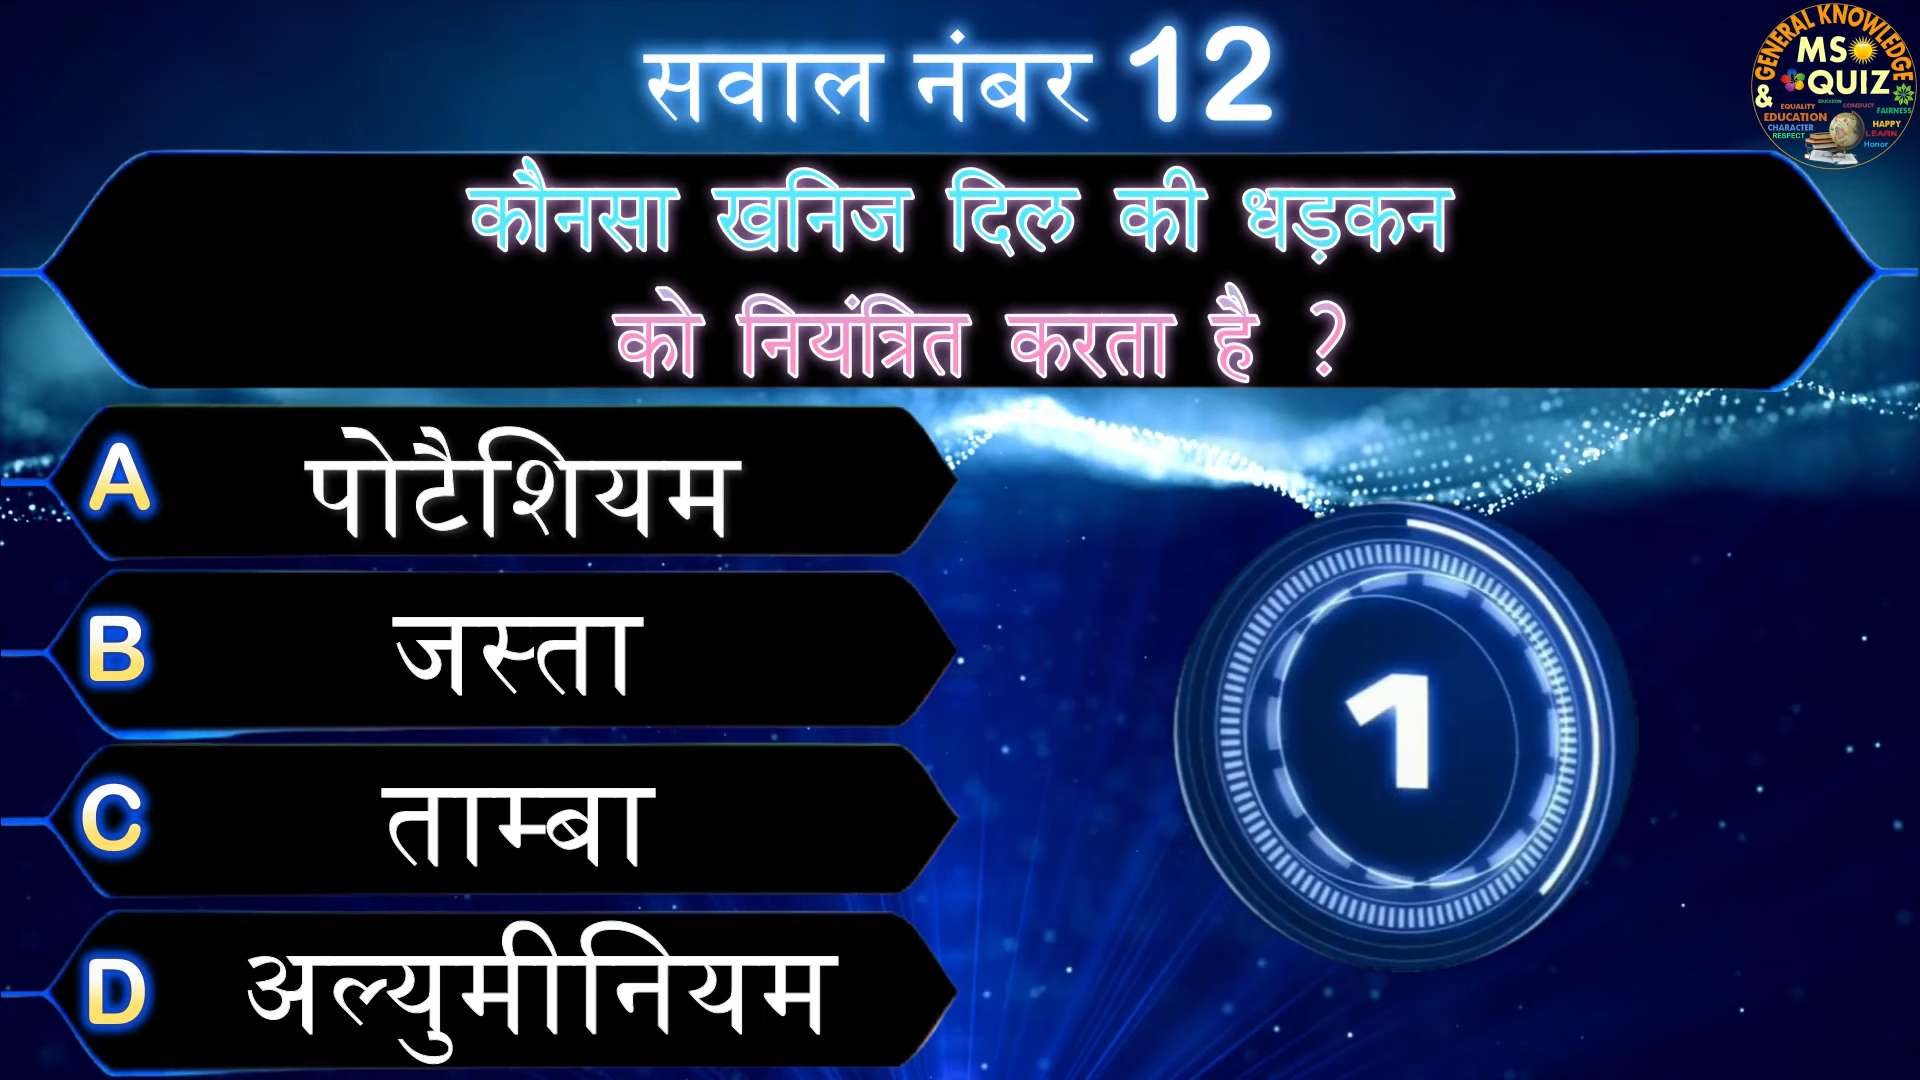 सवाल नंबर 12
GENERAL KNOWLEDGE
MS
& QUIZ
EQUALITY EDUCATION CONDUCT FAIRNESS
EDUCATION HAPPY
CHARACTER LEARN
RESPECT Honor
कौनसा खनिज दिल की धड़कन
को नियंत्रित करता है ?
A पोटैशियम
B जस्ता
C ताम्बा
D अल्युमीनियम
1